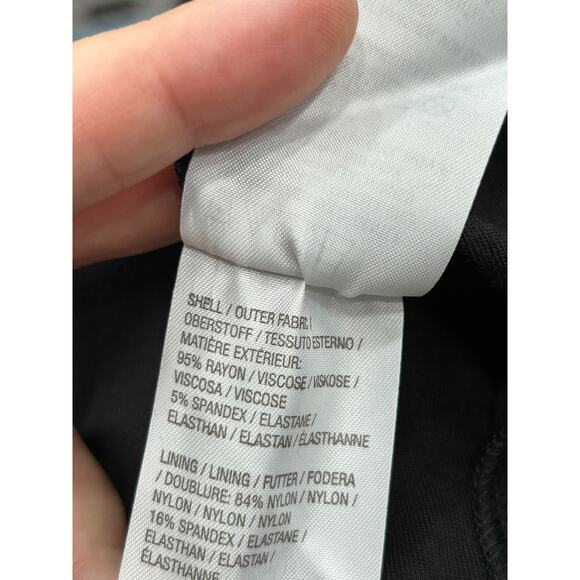 SHELL / OUTER FABRI
OBERSTOFF / TESSUTO ESTERNO /
MATIÈRE EXTÉRIEUR:
95% RAYON / VISCOSE / VISKOSE /
VISCOSA / VISCOSE
5% SPANDEX / ELASTANE /
ELASTHAN / ELASTAN / ÉLASTHANNE
LINING / LINING / FUTTER / FODERA
/ DOUBLURE: 84% NYLON / NYLON /
NYLON / NYLON / NYLON
16% SPANDEX / ELASTANE /
ELASTHAN / ELASTAN /
ÉLASTHANNE